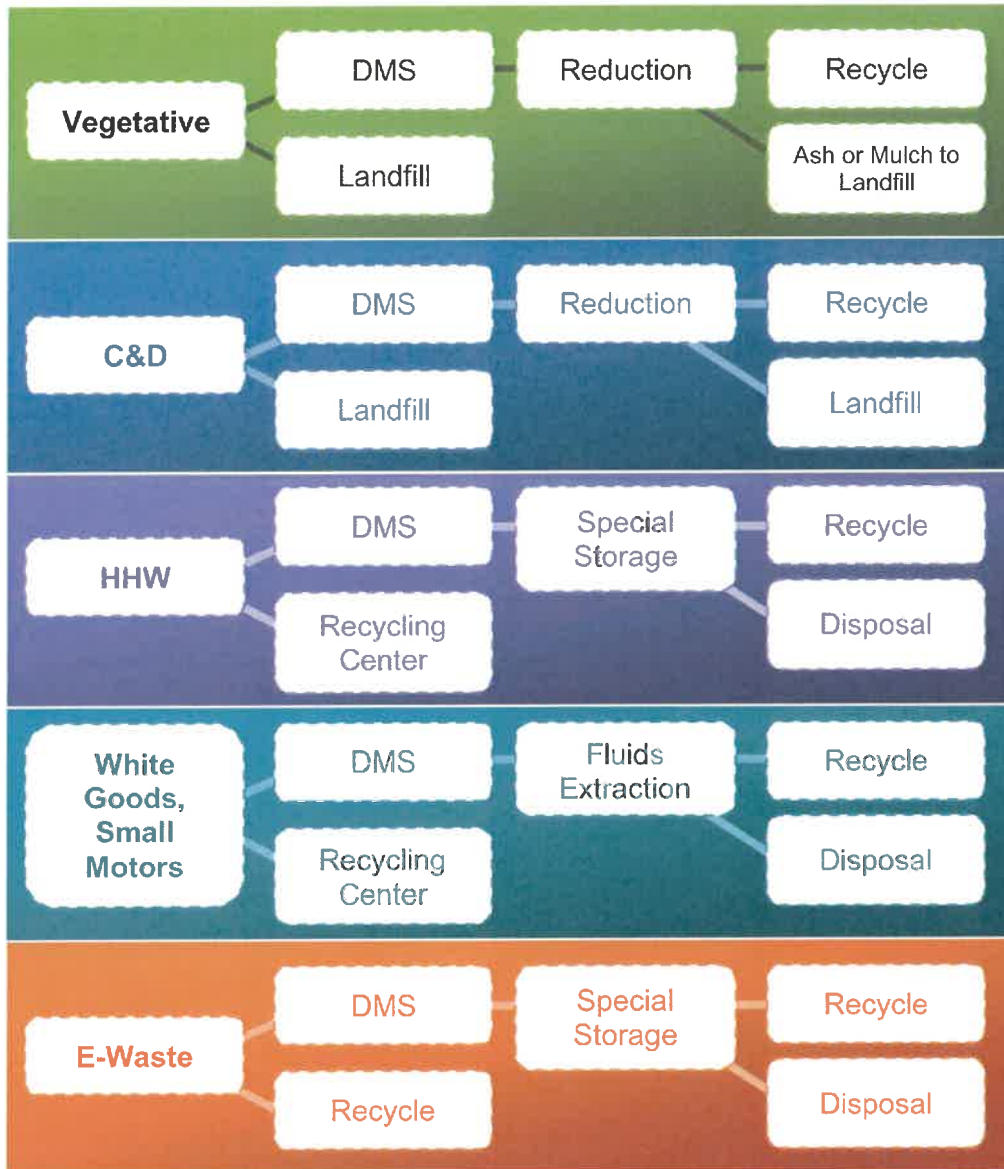 Vegetative
DMS
Reduction
Recycle
Landfill
Ash or Mulch to
Landfill
C&D
DMS
Reduction
Recycle
Landfill
Landfill
HHW
DMS
Special
Storage
Recycle
Recycling
Center
Disposal
White
Goods,
Small
Motors
DMS
Fluids
Extraction
Recycle
Recycling
Center
Disposal
E-Waste
DMS
Special
Storage
Recycle
Recycle
Disposal